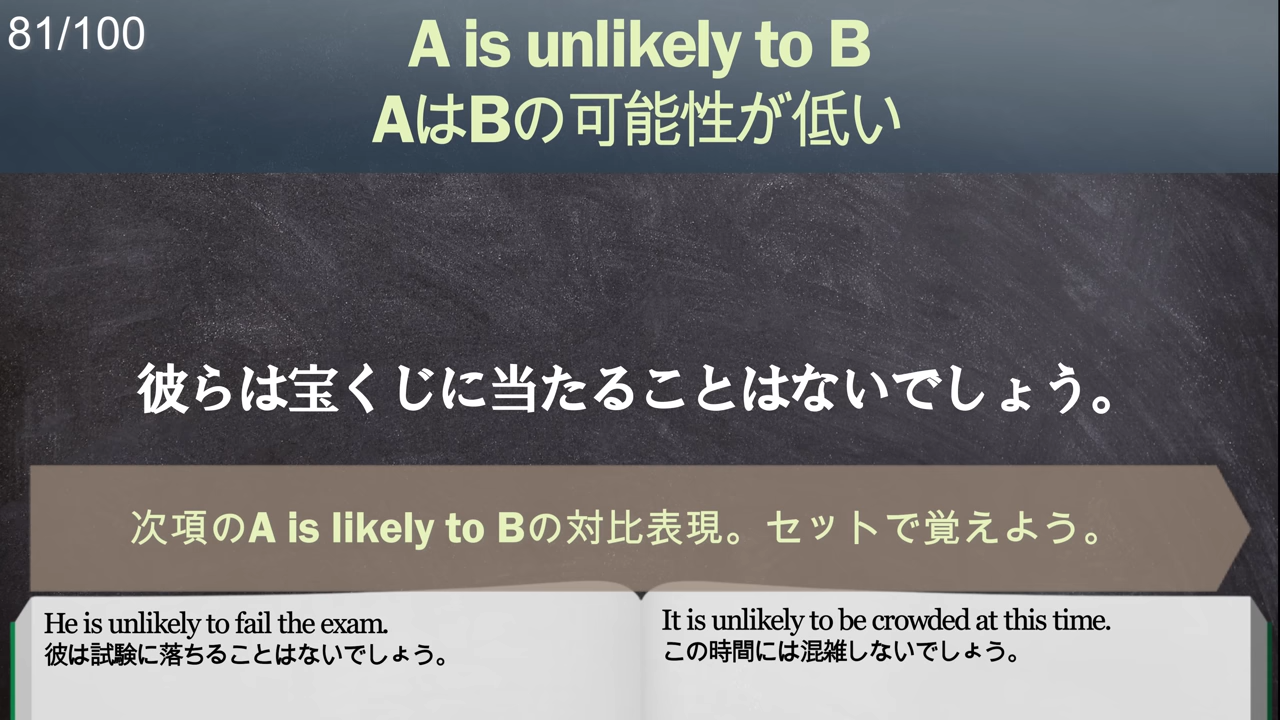 81/100
A is unlikely to B
AはBの可能性が低い
彼らは宝くじに当たることはないでしょう。
次項のA is likely to Bの対比表現。セットで覚えよう。
He is unlikely to fail the exam.
彼は試験に落ちることはないでしょう。
It is unlikely to be crowded at this time.
この時間には混雑しないでしょう。